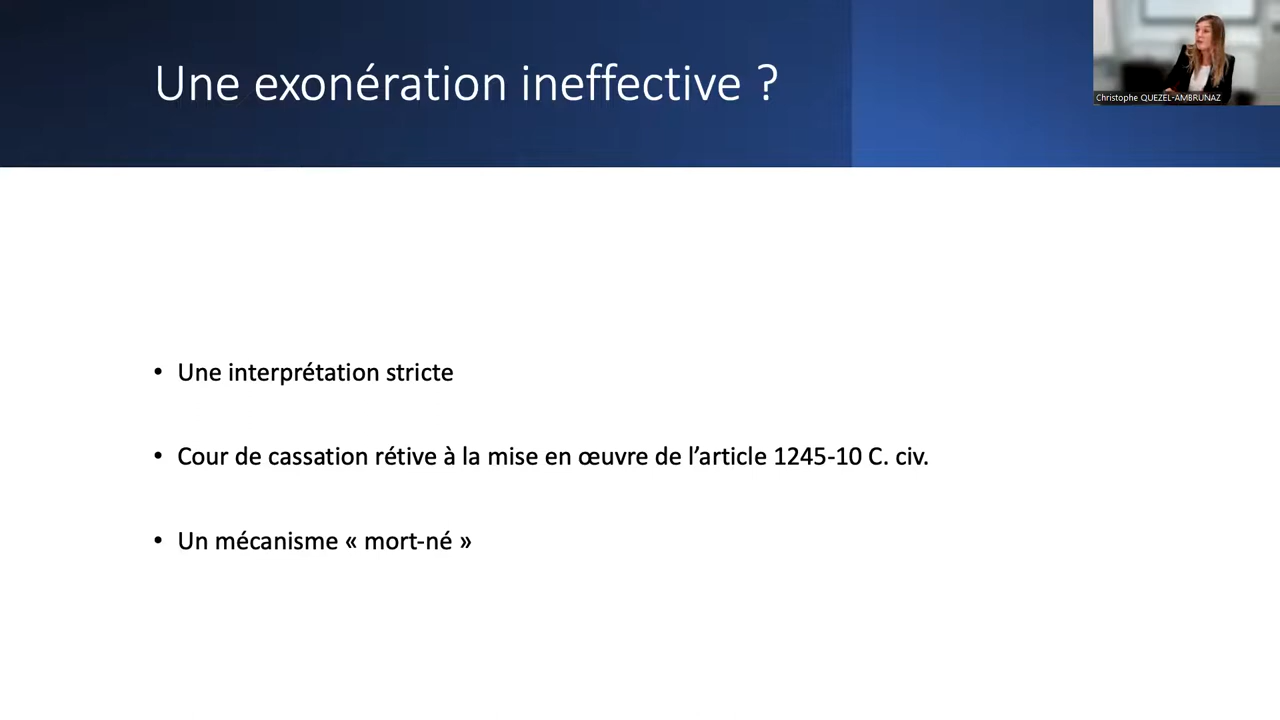 Une exonération ineffective ?
Christophe QUEZEL-AMBRUNAZ
• Une interprétation stricte
• Cour de cassation rétive à la mise en œuvre de l’article 1245-10 C. civ.
• Un mécanisme « mort-né »